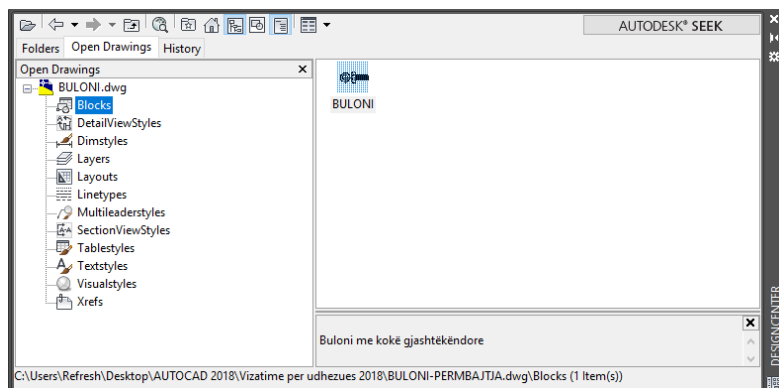 AUTODESK® SEEK
Folders Open Drawings History
Open Drawings
BULONI.dwg
Blocks
DetailViewStyles
Dimstyles
Layers
Layouts
Linetypes
Multileaderstyles
SectionViewStyles
Tablestyles
Textstyles
Visualstyles
Xrefs
BULONI
Buloni me kokë gjashtëkëndore
C:\Users\Refresh\Desktop\AUTOCAD 2018\Vizatime per udhezues 2018\BULONI-PERMBAJTJA.dwg\Blocks (1 Item(s))
DESIGNCENTER